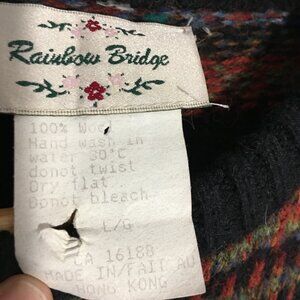 Rainbow Bridge
100% Wool
Hand wash in
water 30°C
donot twist
Dry flat
Donot bleach.
L/G
CA 16188
MADE IN/FAIT AU
HONG KONG